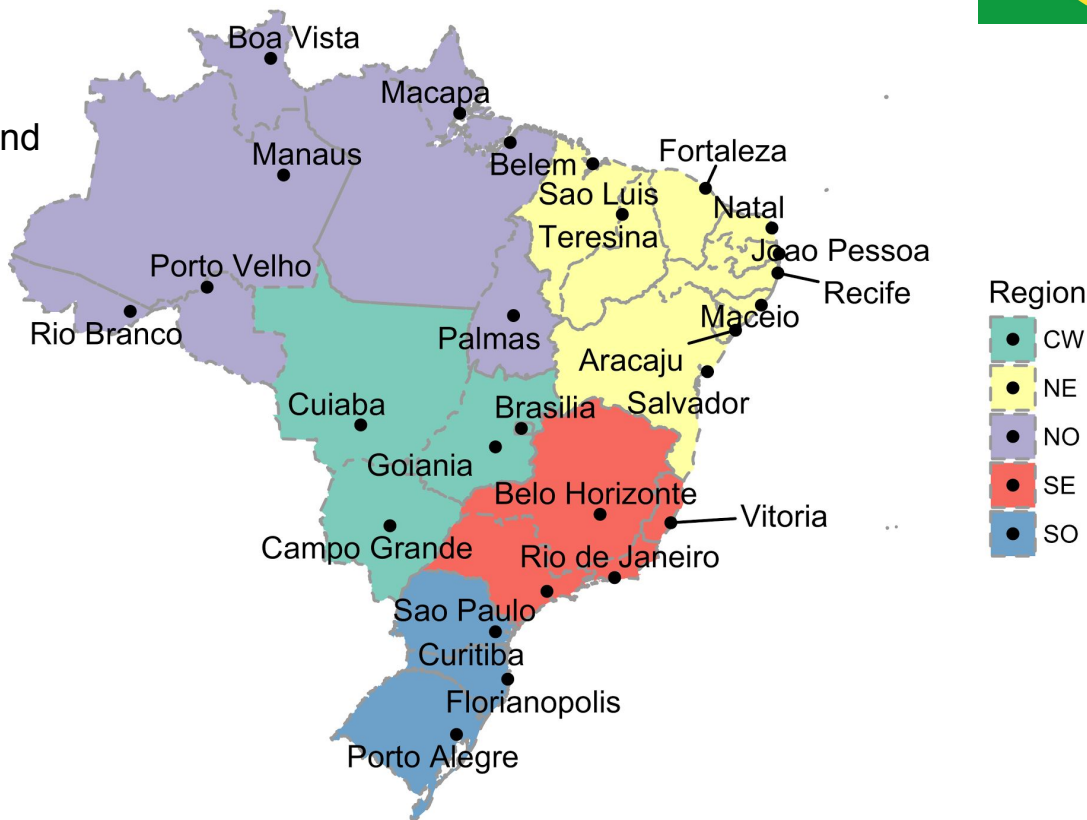 Boa Vista
Macapa
nd
Manaus
Belem
Fortaleza
Sao Luis
Natal
Teresina
Joao Pessoa
Porto Velho
Recife
Rio Branco
Palmas
Maceio
Aracaju
Cuiaba
Brasilia
Salvador
Goiania
Belo Horizonte
Vitoria
Campo Grande
Rio de Janeiro
Sao Paulo
Curitiba
Florianopolis
Porto Alegre
Region
CW
NE
NO
SE
SO